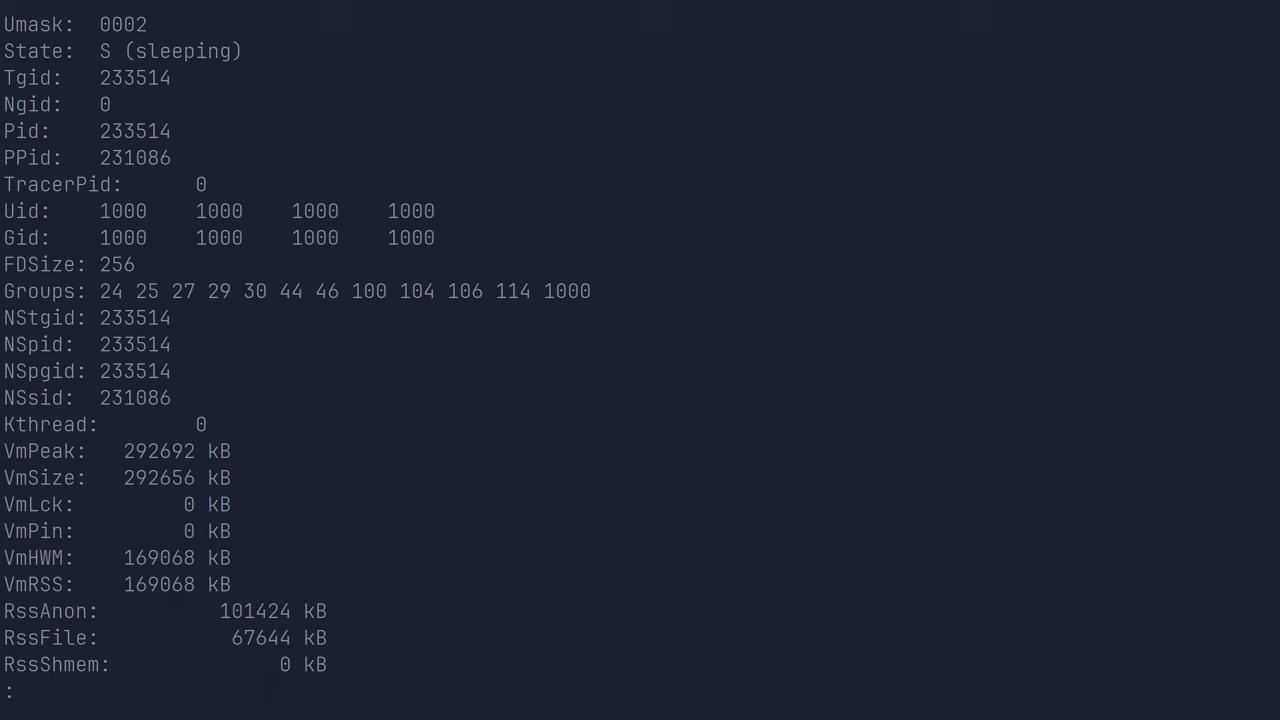 Umask:  0002
State:  S (sleeping)
Tgid:   233514
Ngid:   0
Pid:    233514
PPid:   231086
TracerPid:      0
Uid:    1000    1000    1000    1000
Gid:    1000    1000    1000    1000
FDSize: 256
Groups: 24 25 27 29 30 44 46 100 104 106 114 1000
NStgid: 233514
NSpid:  233514
NSpgid: 233514
NSsid:  231086
Kthread:        0
VmPeak:   292692 kB
VmSize:   292656 kB
VmLck:         0 kB
VmPin:         0 kB
VmHWM:    169068 kB
VmRSS:    169068 kB
RssAnon:          101424 kB
RssFile:           67644 kB
RssShmem:              0 kB
: